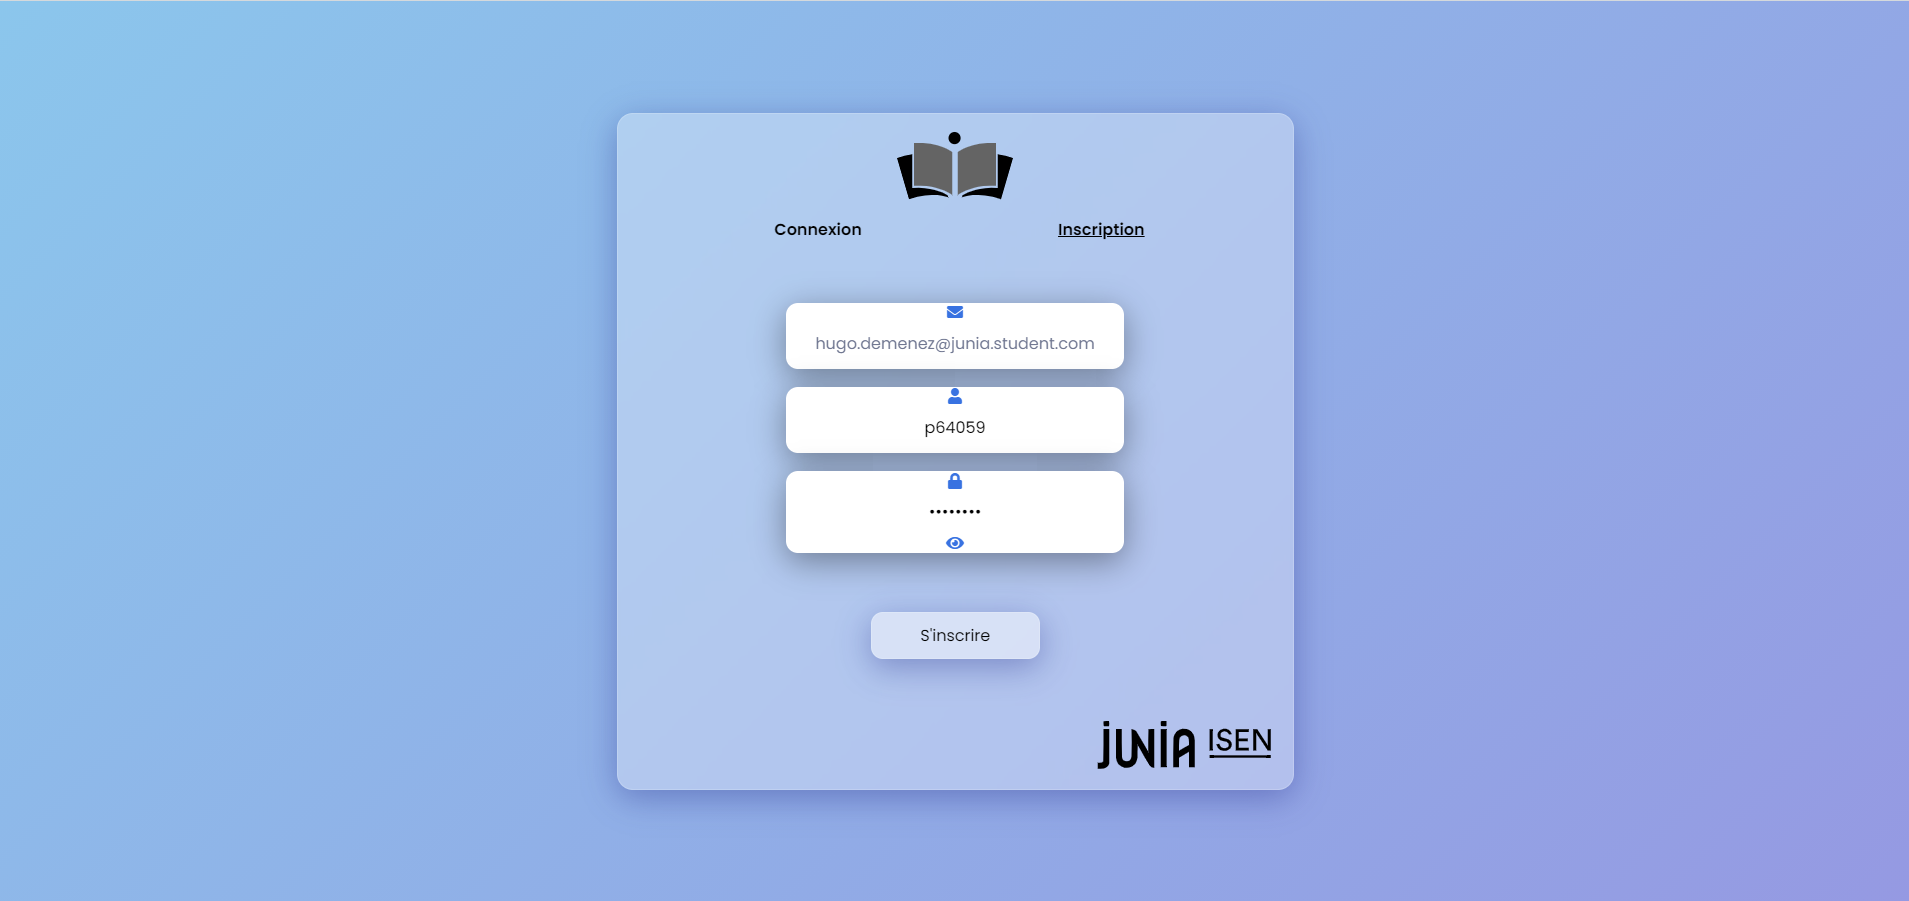 Connexion
Inscription
hugo.demenez@junia.student.com
p64059
••••••••
S'inscrire
JUNIA ISEN